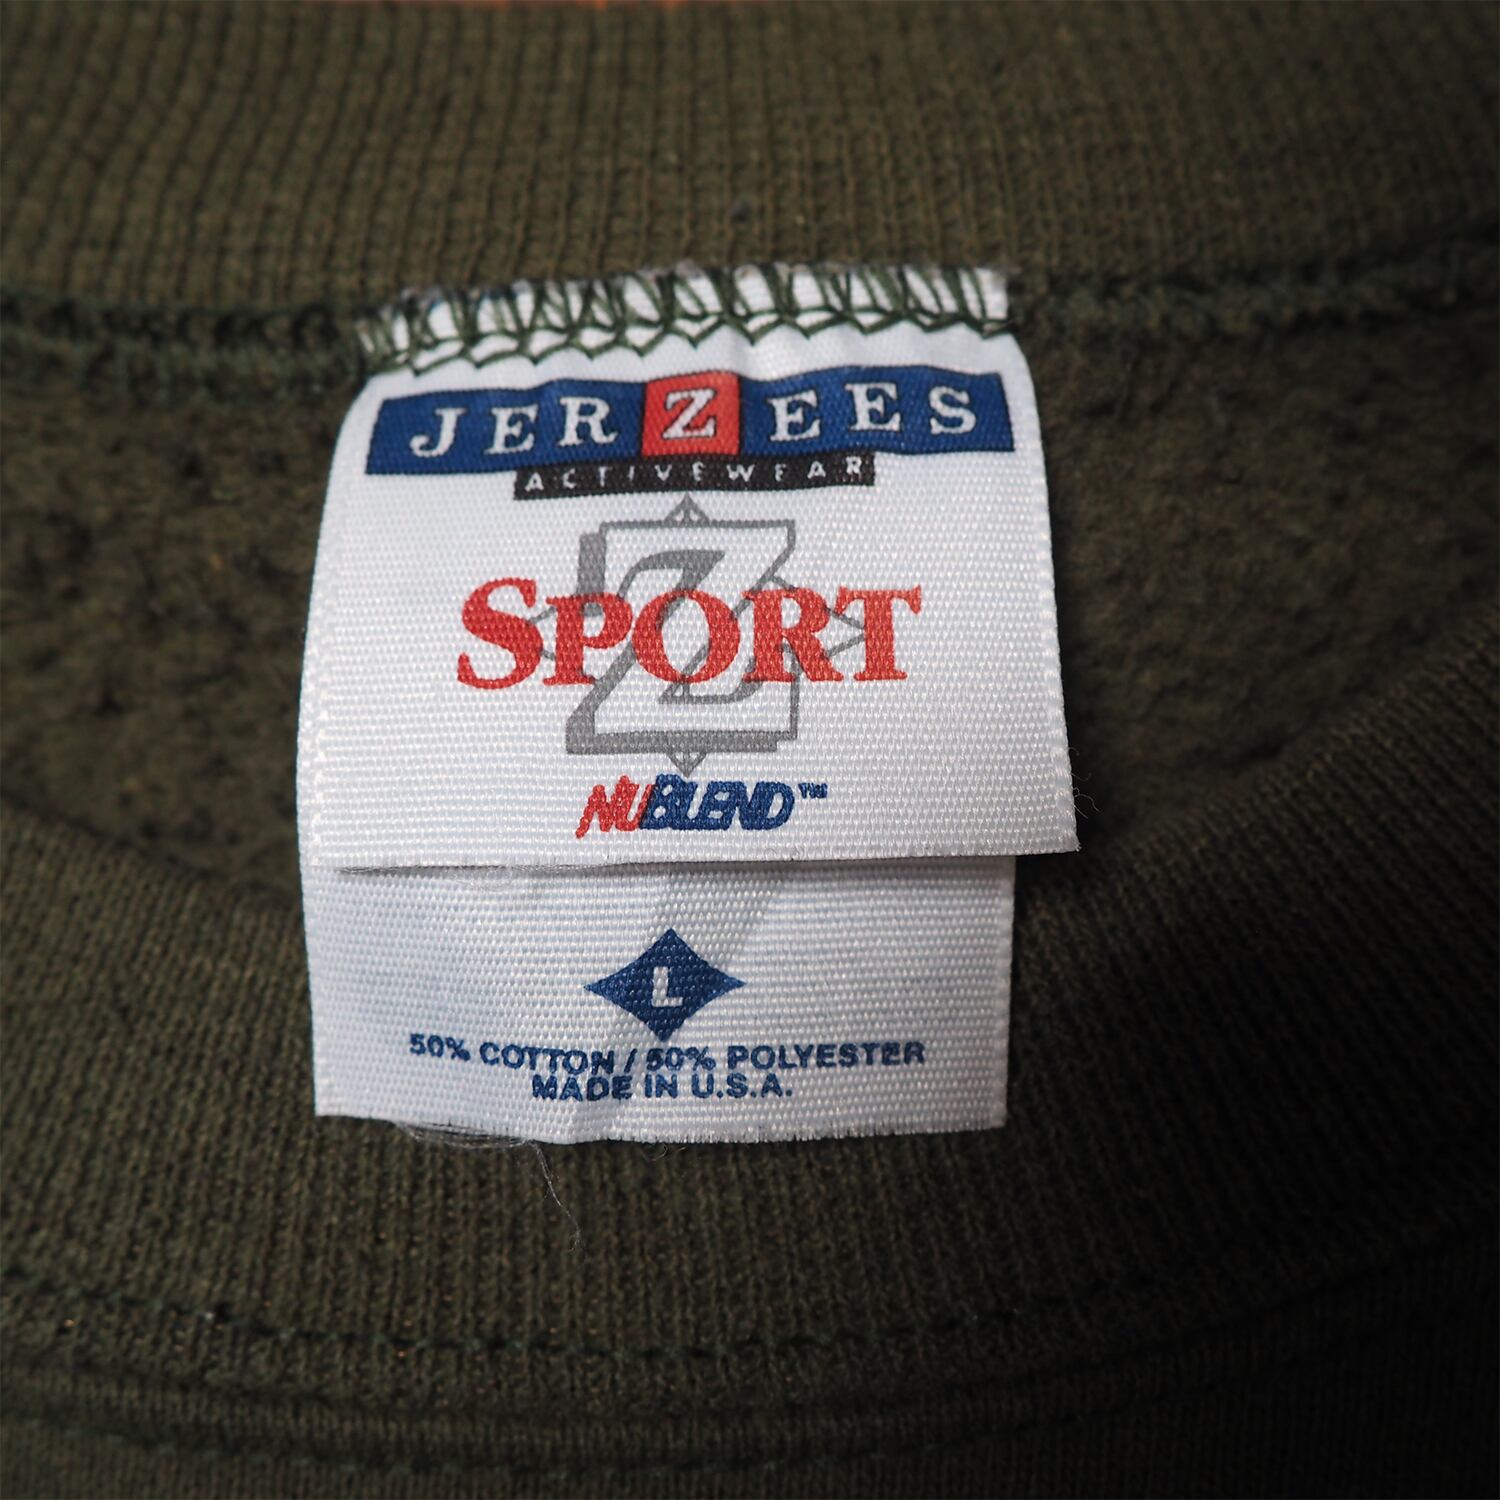 JERZEES
ACTIVEWEAR
Z
SPORT
NUBLEND™
L
50% COTTON / 50% POLYESTER
MADE IN U.S.A.